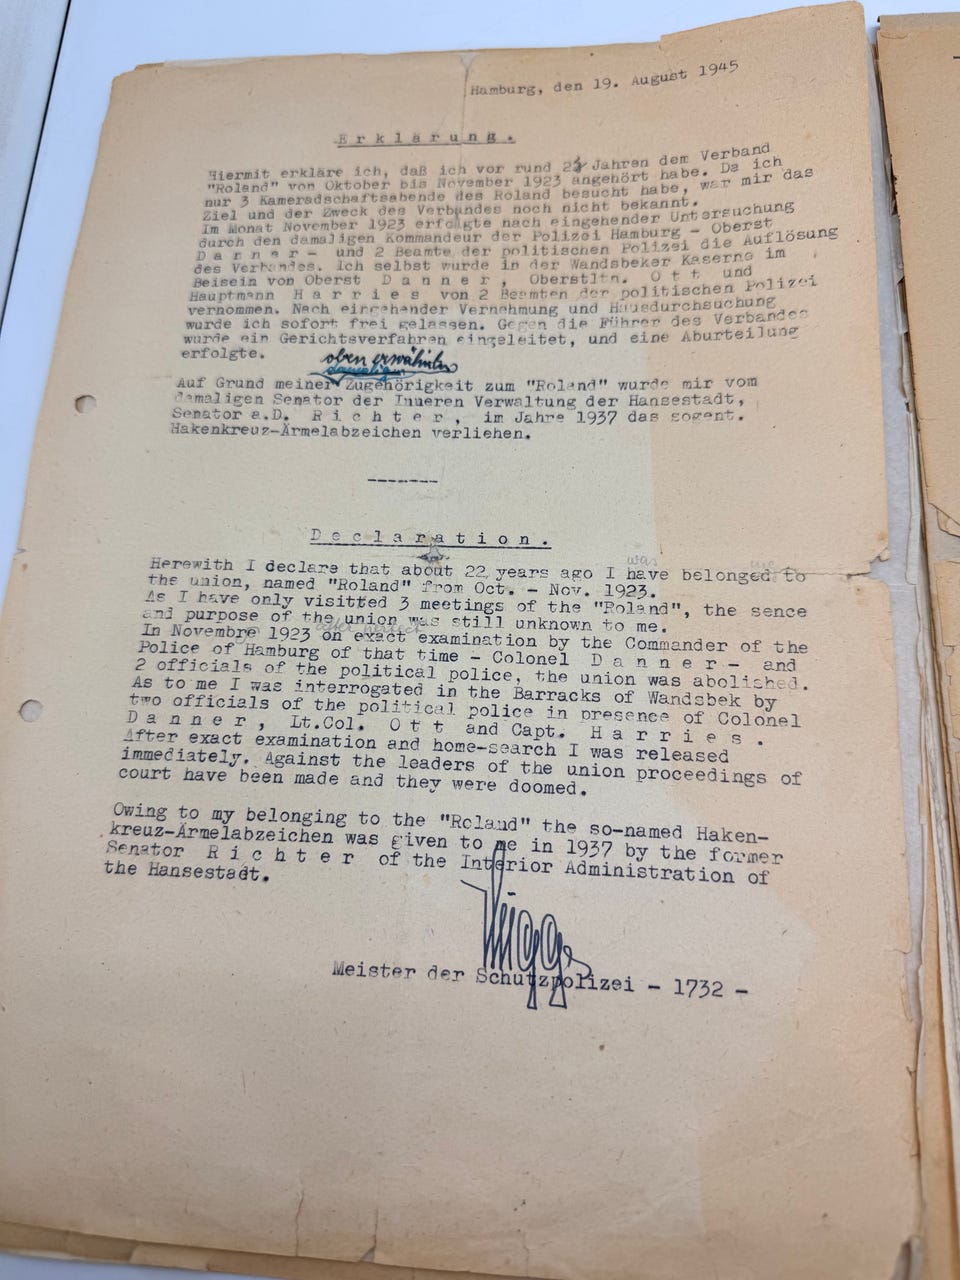 Hamburg, den 19. August 1945
Erklärung.
Hiermit erkläre ich, daß ich vor rund 22 Jahren dem Verband
"Roland" von Oktober bis November 1923 angehört habe. Da ich
nur 3 Kameradschaftsabende des Roland besucht habe, war mir das
Ziel und der Zweck des Verbandes noch nicht bekannt.
Im Monat November 1923 erfolgte nach eingehender Untersuchung
durch den damaligen Kommandeur der Polizei Hamburg - Oberst
Danner - und 2 Beamte der politischen Polizei die Auflösung
des Verbandes. Ich selbst wurde in der Wandsbeker Kaserne im
Beisein von Oberst Danner, Oberstltn. Ott und
Hauptmann Harries von 2 Beamten der politischen Polizei
vernommen. Nach eingehender Vernehmung und Hausdurchsuchung
wurde ich sofort frei gelassen. Gegen die Führer des Verbandes
wurde ein Gerichtsverfahren eingeleitet, und eine Aburteilung
erfolgte.
oben erwähnten
damaligen
Auf Grund meiner Zugehörigkeit zum "Roland" wurde mir vom
damaligen Senator der Inneren Verwaltung der Hansestadt,
Senator a.D. Richter, im Jahre 1937 das sogent.
Hakenkreuz-Ärmelabzeichen verliehen.
-------
Declaration.
was
Herewith I declare that about 22 years ago I have belonged to
the union, named "Roland" from Oct. - Nov. 1923.
As I have only visitted 3 meetings of the "Roland", the sence
and purpose of the union was still unknown to me.
after
In Novembre 1923 on exact examination by the Commander of the
Police of Hamburg of that time - Colonel Danner - and
2 officials of the political police, the union was abolished.
As to me I was interrogated in the Barracks of Wandsbek by
two officials of the political police in presence of Colonel
Danner, Lt.Col. Ott and Capt. Harries.
After exact examination and home-search I was released
immediately. Against the leaders of the union proceedings of
court have been made and they were doomed.
Owing to my belonging to the "Roland" the so-named Haken-
kreuz-Armelabzeichen was given to me in 1937 by the former
Senator Richter of the Interior Administration of
the Hansestadt.
Meister der Schutzpolizei - 1732 -